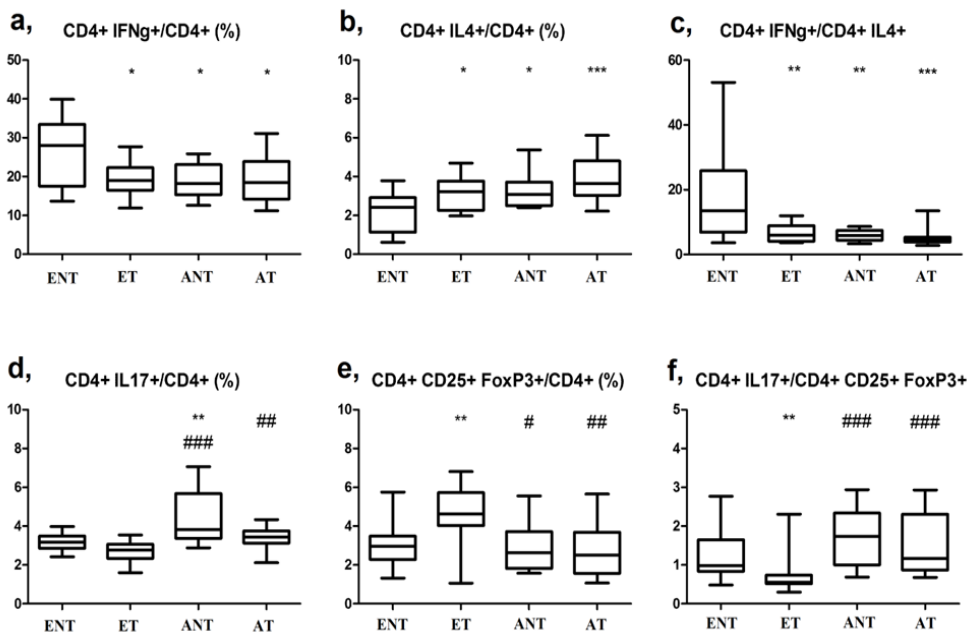 a, CD4+ IFNg+/CD4+ (%)
50
40
30
20
10
0
* * *
ENT ET ANT AT
b, CD4+ IL4+/CD4+ (%)
10
8
6
4
2
0
* * ***
ENT ET ANT AT
c, CD4+ IFNg+/CD4+ IL4+
60
40
20
0
** ** ***
ENT ET ANT AT
d, CD4+ IL17+/CD4+ (%)
10
8
6
4
2
0
** ##
###
ENT ET ANT AT
e, CD4+ CD25+ FoxP3+/CD4+ (%)
10
8
6
4
2
0
** # ##
ENT ET ANT AT
f, CD4+ IL17+/CD4+ CD25+ FoxP3+
5
4
3
2
1
0
** ### ###
ENT ET ANT AT